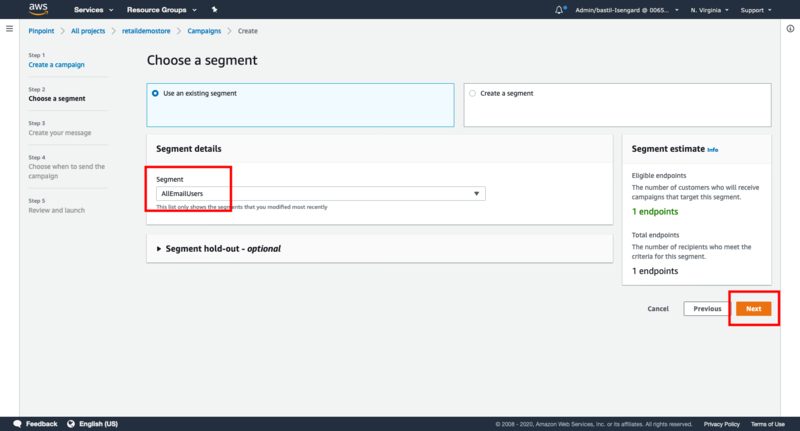 aws
Services
Resource Groups
Admin/bastil-Isengard @ 0065...
N. Virginia
Support
Pinpoint > All projects > retaildemostore > Campaigns > Create
Step 1
Create a campaign
Step 2
Choose a segment
Step 3
Create your message
Step 4
Choose when to send the
campaign
Step 5
Review and launch
Choose a segment
Use an existing segment
Create a segment
Segment details
Segment
AllEmailUsers
This list only shows the segments that you modified most recently
Segment hold-out - optional
Segment estimate Info
Eligible endpoints
The number of customers who will receive
campaigns that target this segment.
1 endpoints
Total endpoints
The number of recipients who meet the
criteria for this segment.
1 endpoints
Cancel
Previous
Next
Feedback
English (US)
© 2008 - 2020, Amazon Web Services, Inc. or its affiliates. All rights reserved.
Privacy Policy
Terms of Use